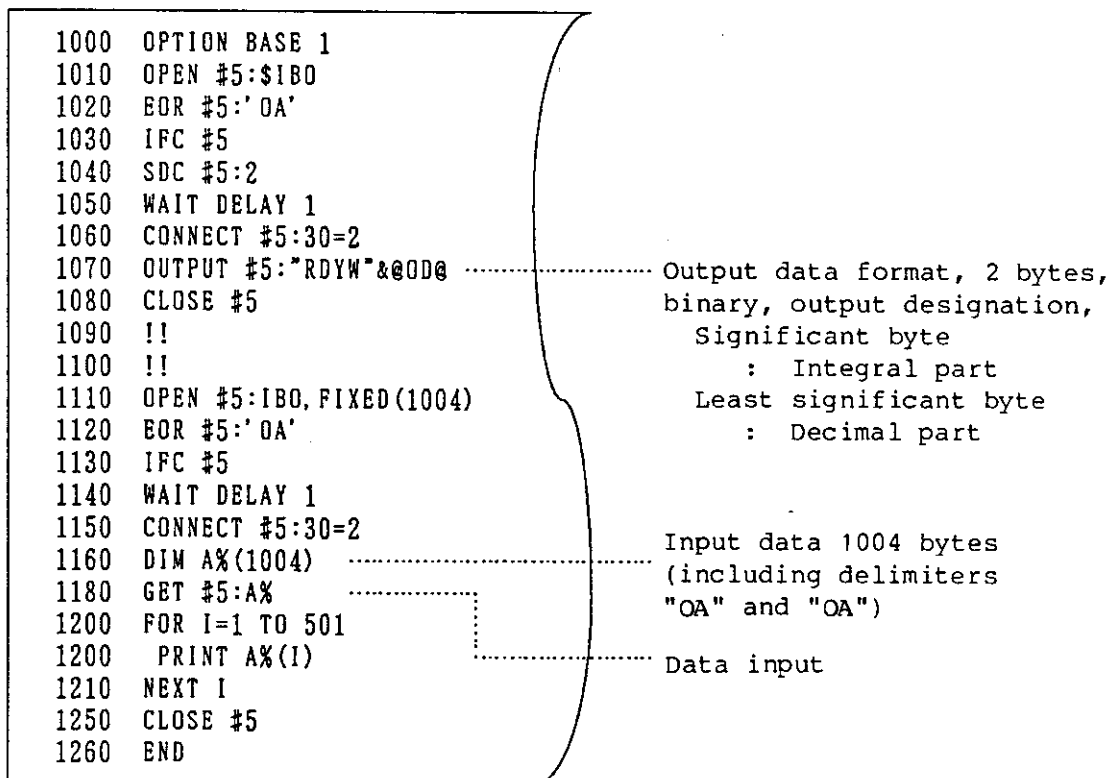 1000 OPTION BASE 1
1010 OPEN #5:$IB0
1020 EOR #5:'0A'
1030 IFC #5
1040 SDC #5:2
1050 WAIT DELAY 1
1060 CONNECT #5:30=2
1070 OUTPUT #5:"RDYW"&@0D@
1080 CLOSE #5
1090 !!
1100 !!
1110 OPEN #5:IB0,FIXED(1004)
1120 EOR #5:'0A'
1130 IFC #5
1140 WAIT DELAY 1
1150 CONNECT #5:30=2
1160 DIM A%(1004)
1180 GET #5:A%
1200 FOR I=1 TO 501
1200 PRINT A%(I)
1210 NEXT I
1250 CLOSE #5
1260 END
Output data format, 2 bytes,
binary, output designation,
Significant byte
: Integral part
Least significant byte
: Decimal part
Input data 1004 bytes
(including delimiters
"OA" and "OA")
Data input